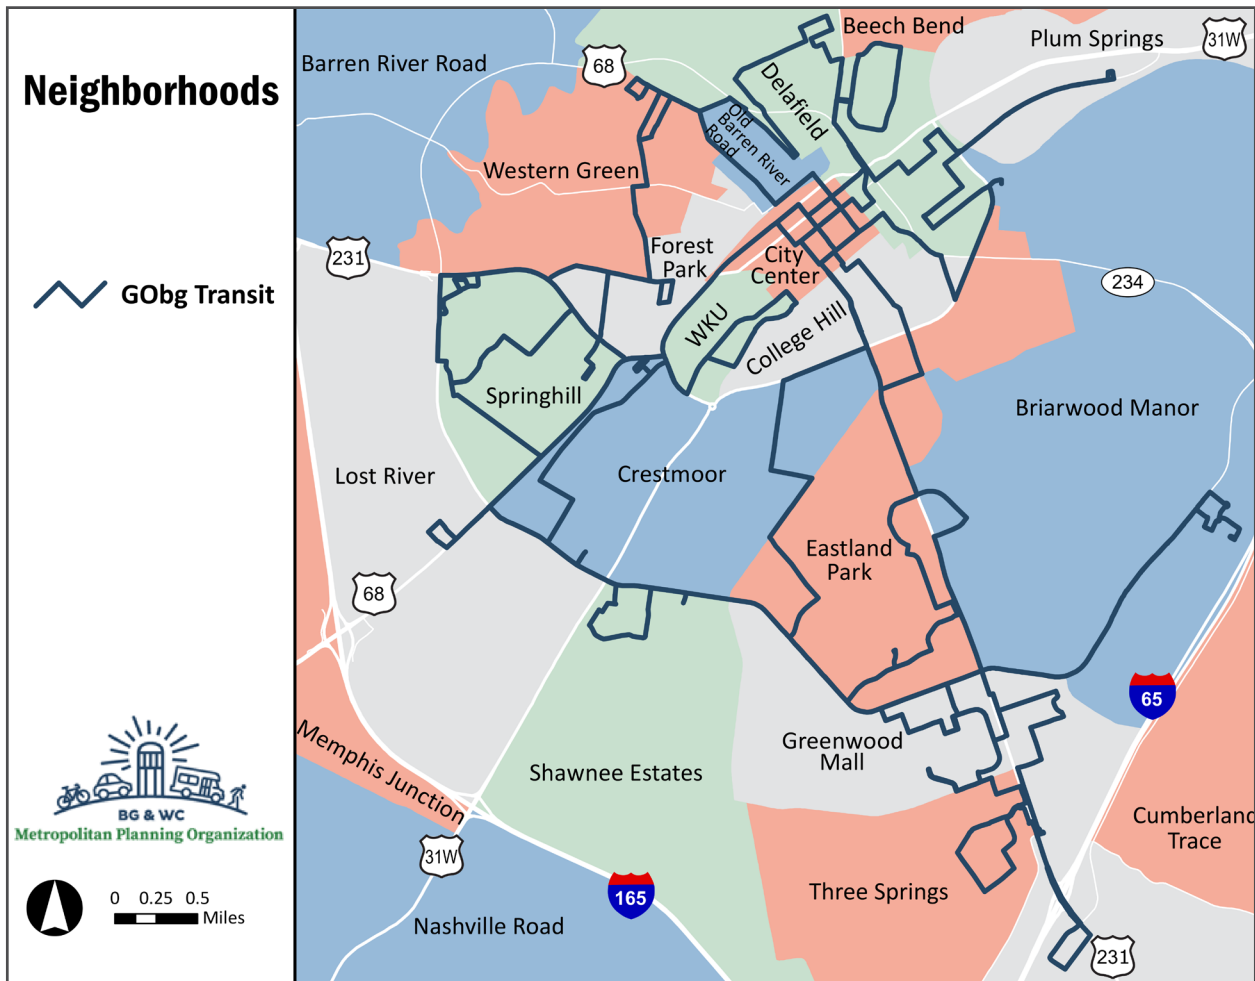 Neighborhoods
GObg Transit
BG & WC
Metropolitan Planning Organization
0 0.25 0.5
Miles
Beech Bend
Plum Springs
31W
Barren River Road
68
Delafield
Old
Barren River
Road
Western Green
231
Forest
Park
City
Center
234
WKU
College Hill
Springhill
Briarwood Manor
Lost River
Crestmoor
Eastland
Park
68
65
Greenwood
Mall
Memphis Junction
Shawnee Estates
Cumberland
Trace
31W
165
Three Springs
Nashville Road
231